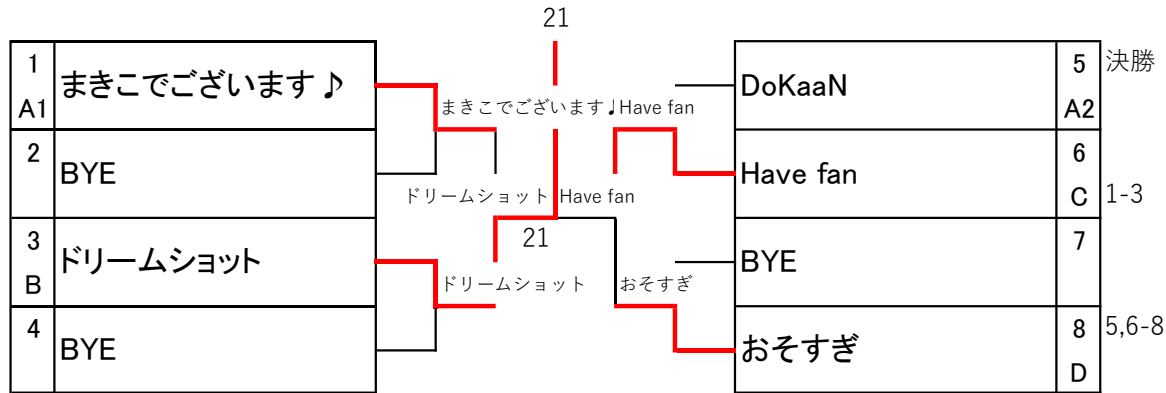 21
1
A1
まきこでございます♪
2
BYE
3
B
ドリームショット
4
BYE
まきこでございます♩Have fan
ドリームショット Have fan
21
ドリームショット おそすぎ
DoKaaN
5
A2
Have fan
6
C
BYE
7
おそすぎ
8
D
決勝
1-3
5,6-8